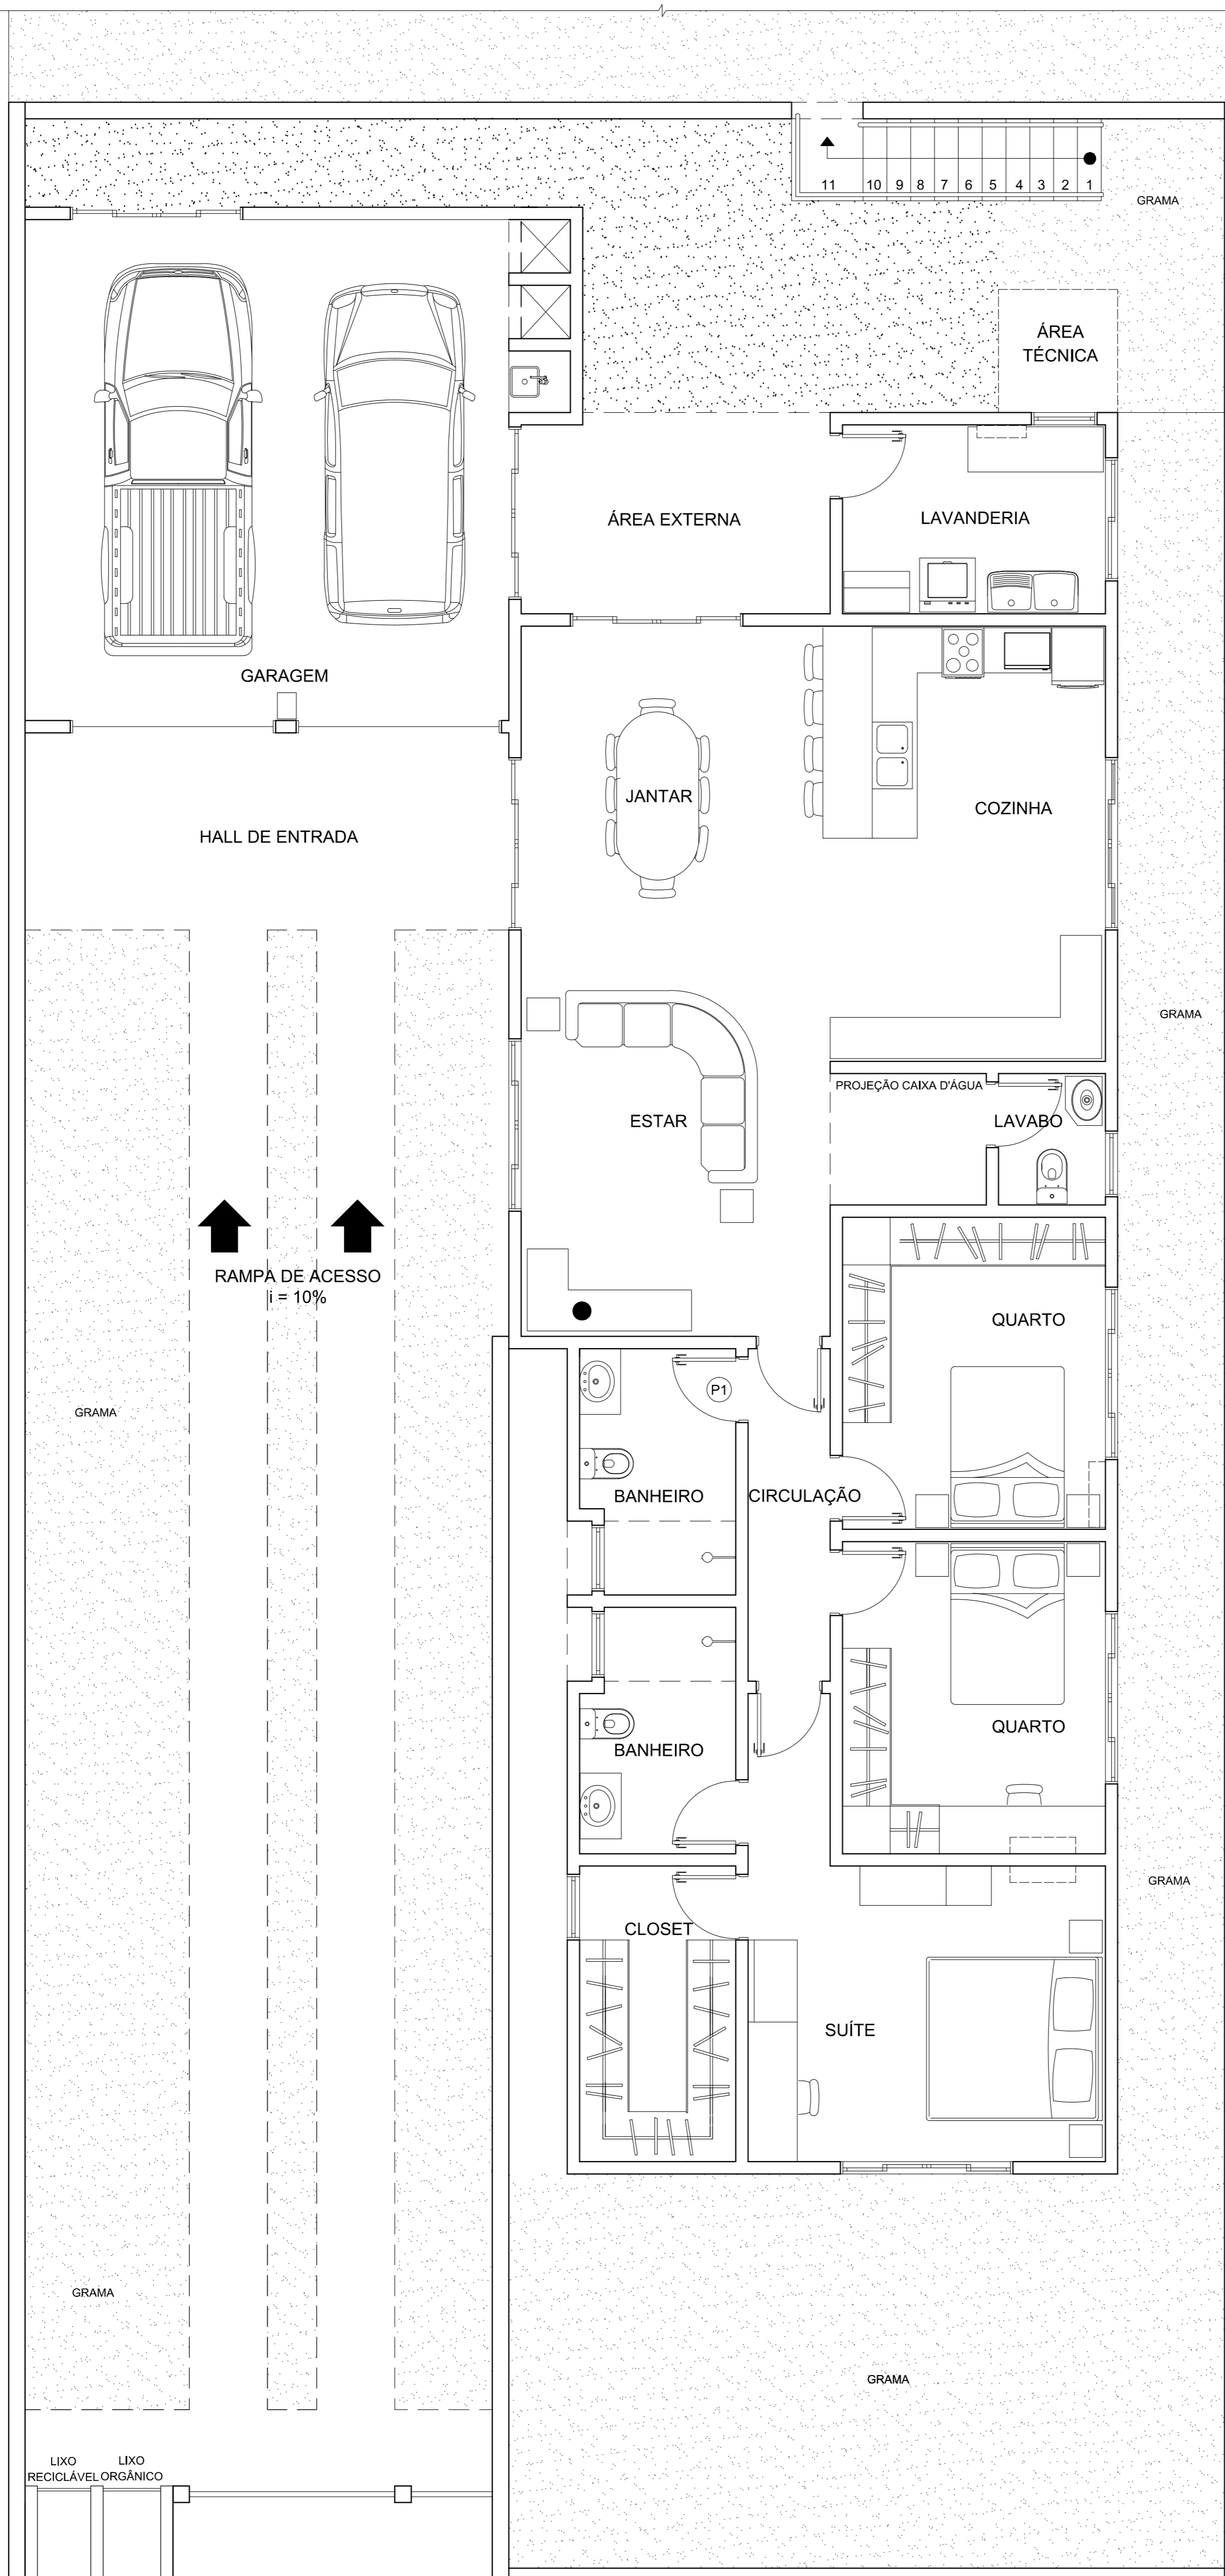 11 10 9 8 7 6 5 4 3 2 1
GRAMA
ÁREA
TÉCNICA
ÁREA EXTERNA
LAVANDERIA
GARAGEM
JANTAR
COZINHA
HALL DE ENTRADA
GRAMA
PROJEÇÃO CAIXA D'ÁGUA
ESTAR
LAVABO
RAMPA DE ACESSO
i = 10%
QUARTO
P1
GRAMA
BANHEIRO
CIRCULAÇÃO
QUARTO
BANHEIRO
GRAMA
CLOSET
SUÍTE
GRAMA
GRAMA
LIXO
RECICLÁVEL
LIXO
ORGÂNICO